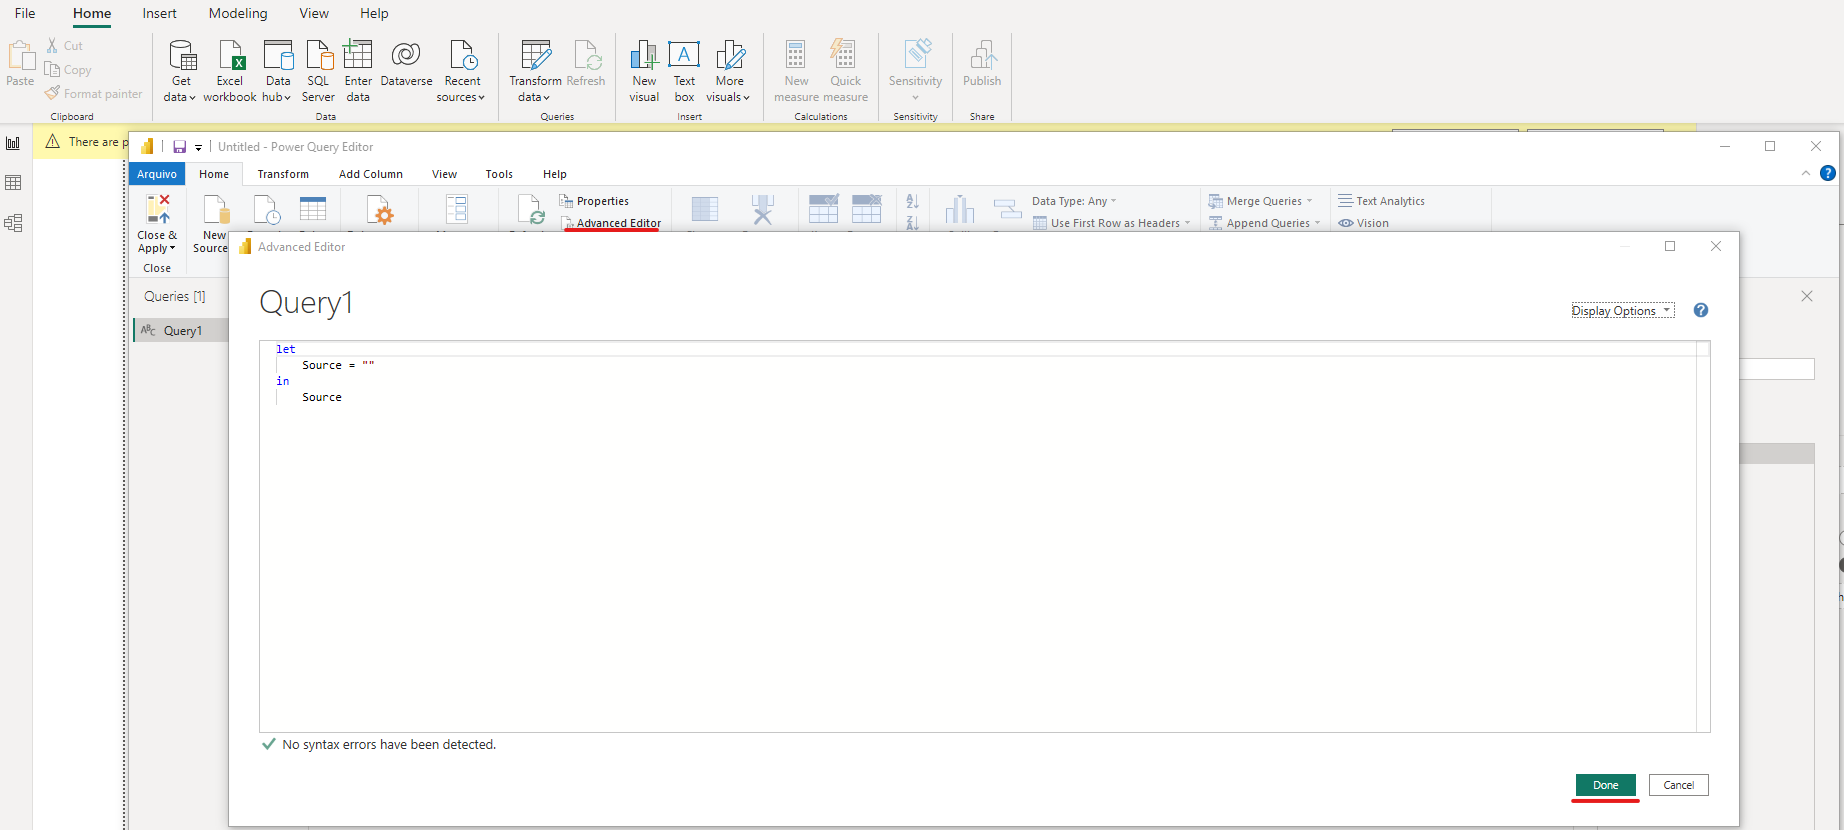 File Home Insert Modeling View Help
Paste
Cut
Copy
Format painter
Clipboard
Get data
Excel workbook
Data hub
SQL Server
Enter data
Dataverse
Recent sources
Data
Transform data
Refresh
Queries
New visual
Text box
More visuals
Insert
New measure
Quick measure
Calculations
Sensitivity
Sensitivity
Publish
Share
There are p
Untitled - Power Query Editor
Arquivo Home Transform Add Column View Tools Help
Close & Apply
Close
New Source
Properties
Advanced Editor
Data Type: Any
Use First Row as Headers
Merge Queries
Append Queries
Text Analytics
Vision
Queries [1]
ABC Query1
Advanced Editor
Query1
Display Options
let
Source = ""
in
Source
No syntax errors have been detected.
Done
Cancel